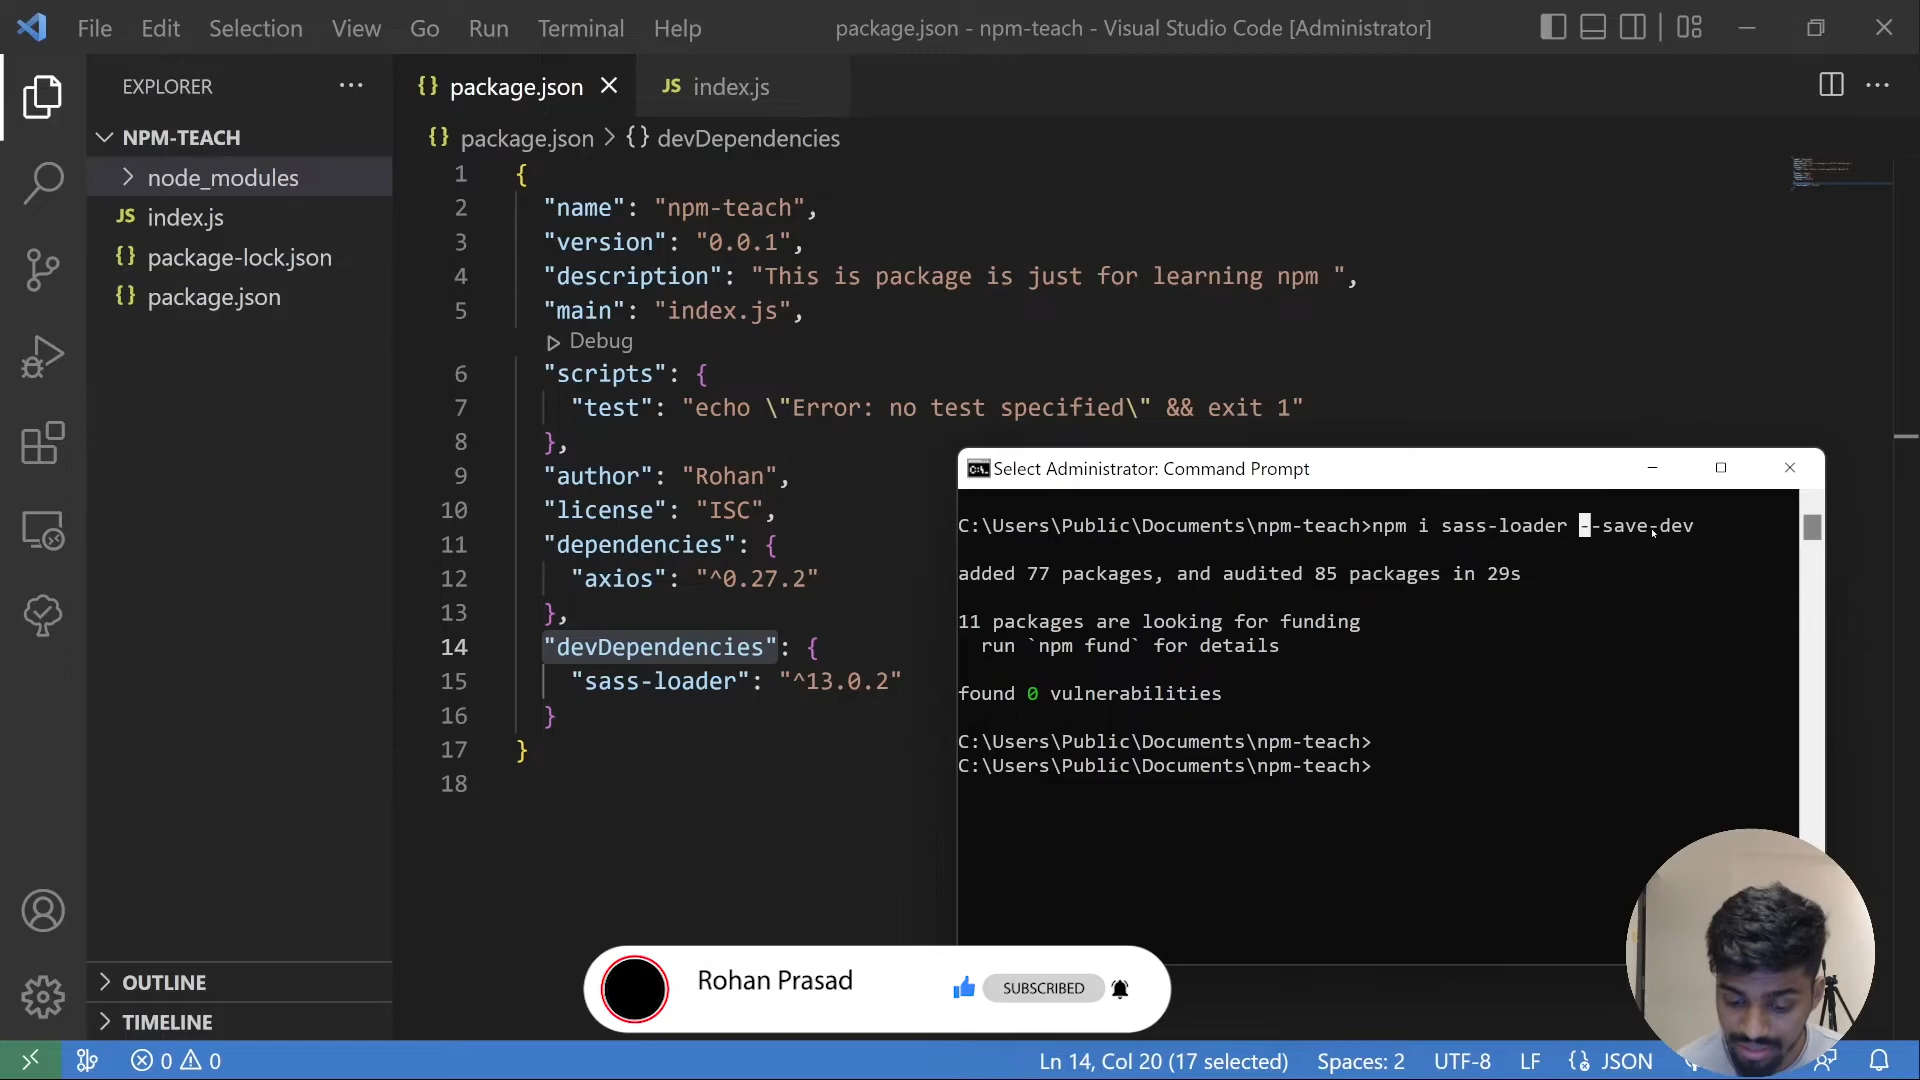 File Edit Selection View Go Run Terminal Help
package.json - npm-teach - Visual Studio Code [Administrator]
EXPLORER
NPM-TEACH
node_modules
JS index.js
{} package-lock.json
{} package.json
OUTLINE
TIMELINE
{} package.json
JS index.js
{} package.json > {} devDependencies
1 {
2 "name": "npm-teach",
3 "version": "0.0.1",
4 "description": "This is package is just for learning npm ",
5 "main": "index.js",
Debug
6 "scripts": {
7 "test": "echo \"Error: no test specified\" && exit 1"
8 },
9 "author": "Rohan",
10 "license": "ISC",
11 "dependencies": {
12 "axios": "^0.27.2"
13 },
14 "devDependencies": {
15 "sass-loader": "^13.0.2"
16 }
17 }
18
Select Administrator: Command Prompt
C:\Users\Public\Documents\npm-teach>npm i sass-loader --save-dev
added 77 packages, and audited 85 packages in 29s
11 packages are looking for funding
run `npm fund` for details
found 0 vulnerabilities
C:\Users\Public\Documents\npm-teach>
C:\Users\Public\Documents\npm-teach>
Rohan Prasad
SUBSCRIBED
0 0
Ln 14, Col 20 (17 selected) Spaces: 2 UTF-8 LF JSON